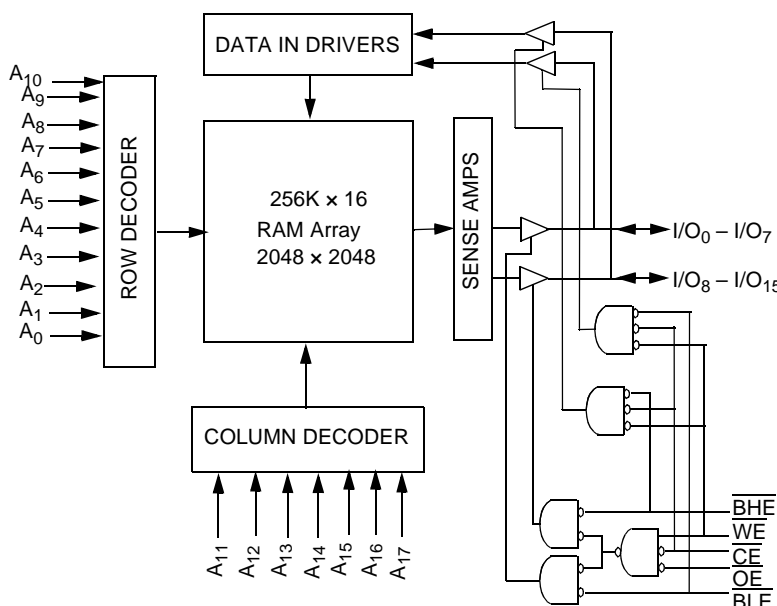 DATA IN DRIVERS
A10
A9
A8
A7
A6
A5
A4
A3
A2
A1
A0
ROW DECODER
256K × 16
RAM Array
2048 × 2048
SENSE AMPS
I/O0 – I/O7
I/O8 – I/O15
COLUMN DECODER
A11
A12
A13
A14
A15
A16
A17
BHE
WE
CE
OE
BLE